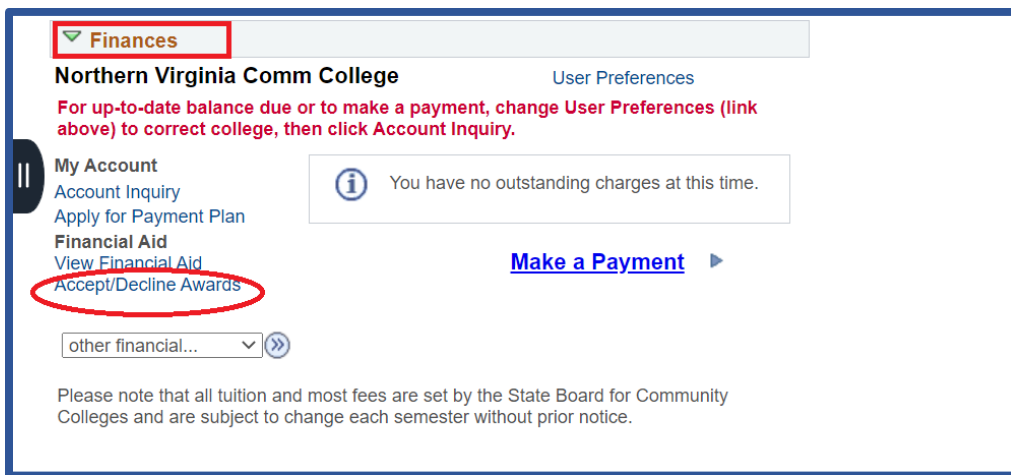 Finances
Northern Virginia Comm College
User Preferences
For up-to-date balance due or to make a payment, change User Preferences (link
above) to correct college, then click Account Inquiry.
My Account
Account Inquiry
Apply for Payment Plan
Financial Aid
View Financial Aid
Accept/Decline Awards
You have no outstanding charges at this time.
Make a Payment
other financial...
Please note that all tuition and most fees are set by the State Board for Community
Colleges and are subject to change each semester without prior notice.